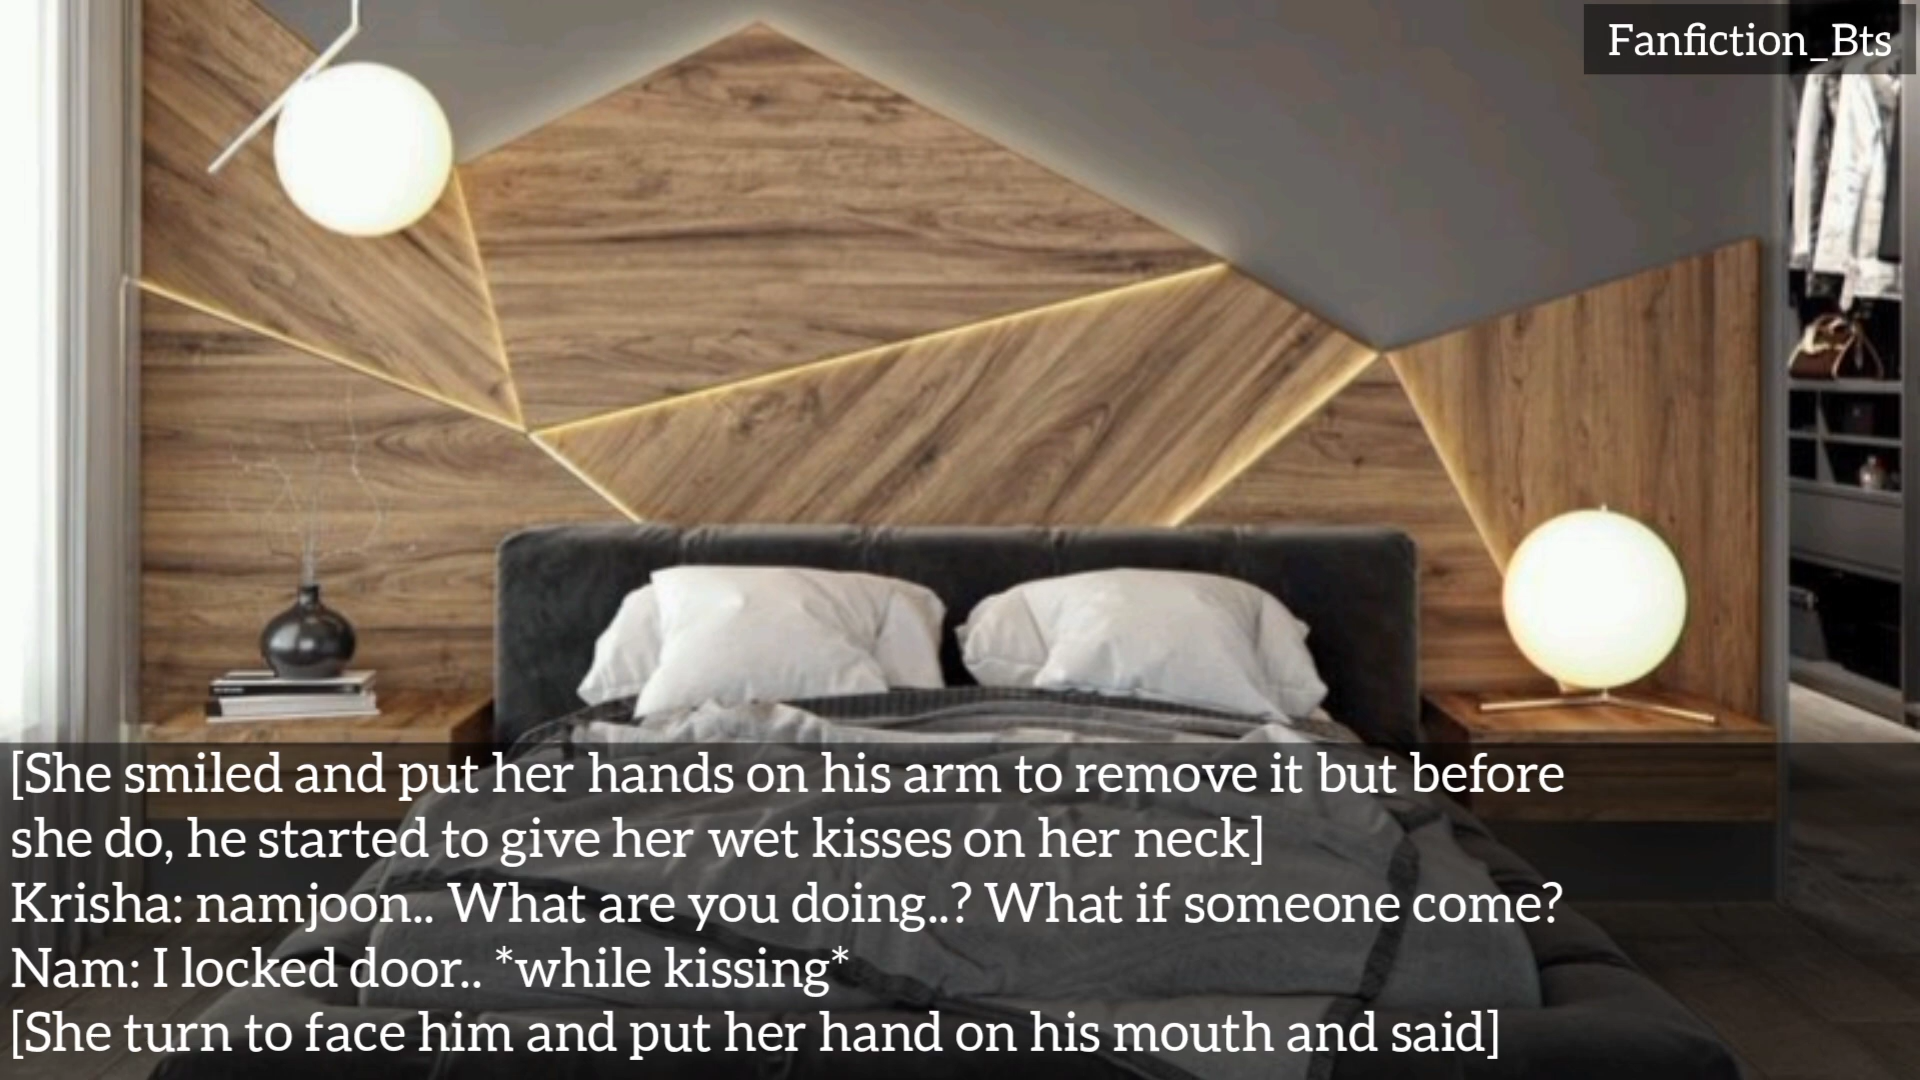 Fanfiction_Bts
[She smiled and put her hands on his arm to remove it but before
she do, he started to give her wet kisses on her neck]
Krisha: namjoon.. What are you doing..? What if someone come?
Nam: I locked door.. *while kissing*
[She turn to face him and put her hand on his mouth and said]